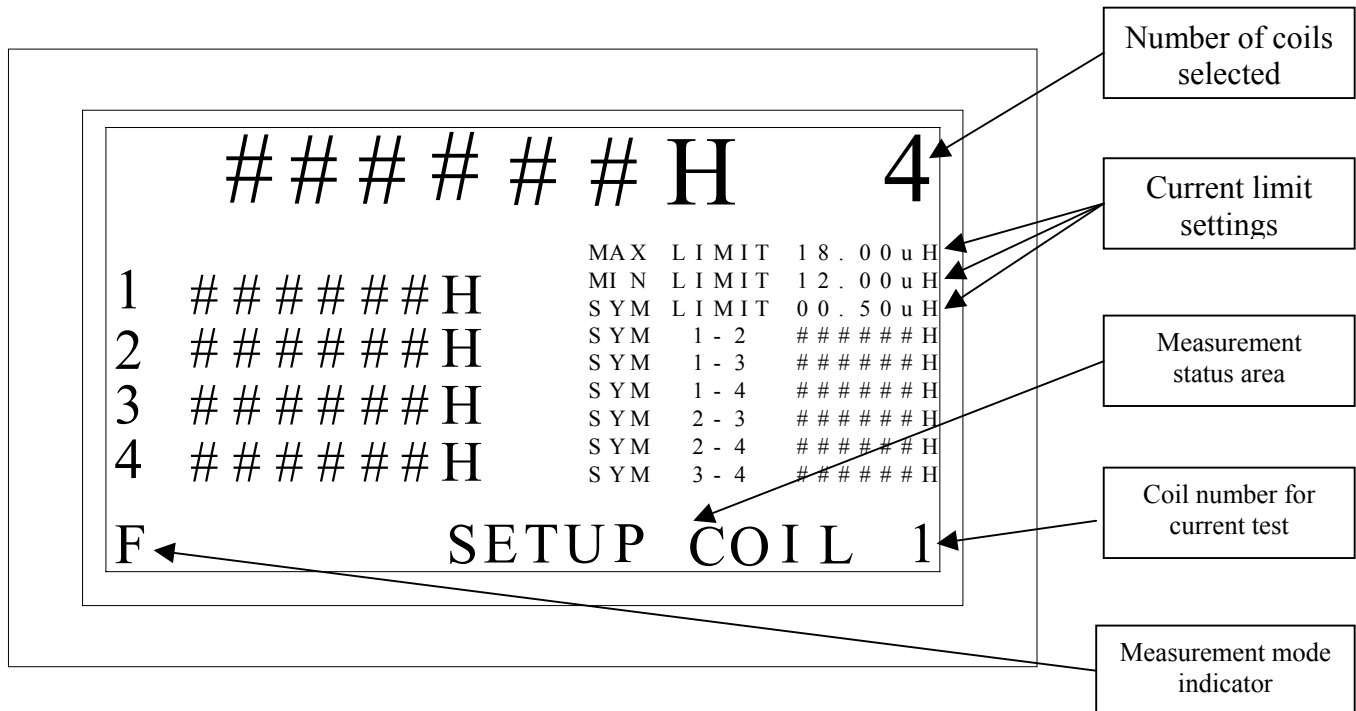 Number of coils
selected
# # # # # # H 4
Current limit
settings
MAX LIMIT 18.00uH
MIN LIMIT 12.00uH
SYM LIMIT 00.50uH
SYM 1-2 ######H
SYM 1-3 ######H
SYM 1-4 ######H
SYM 2-3 ######H
SYM 2-4 ######H
SYM 3-4 ######H
1 ######H
2 ######H
3 ######H
4 ######H
Measurement
status area
Coil number for
current test
F SETUP COIL 1
Measurement mode
indicator